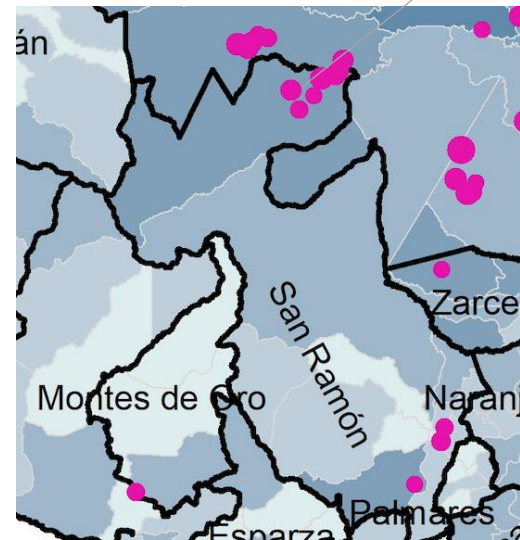 án
Zarce
San Ramón
Montes de Oro
Naranj
Palmares
Esparza